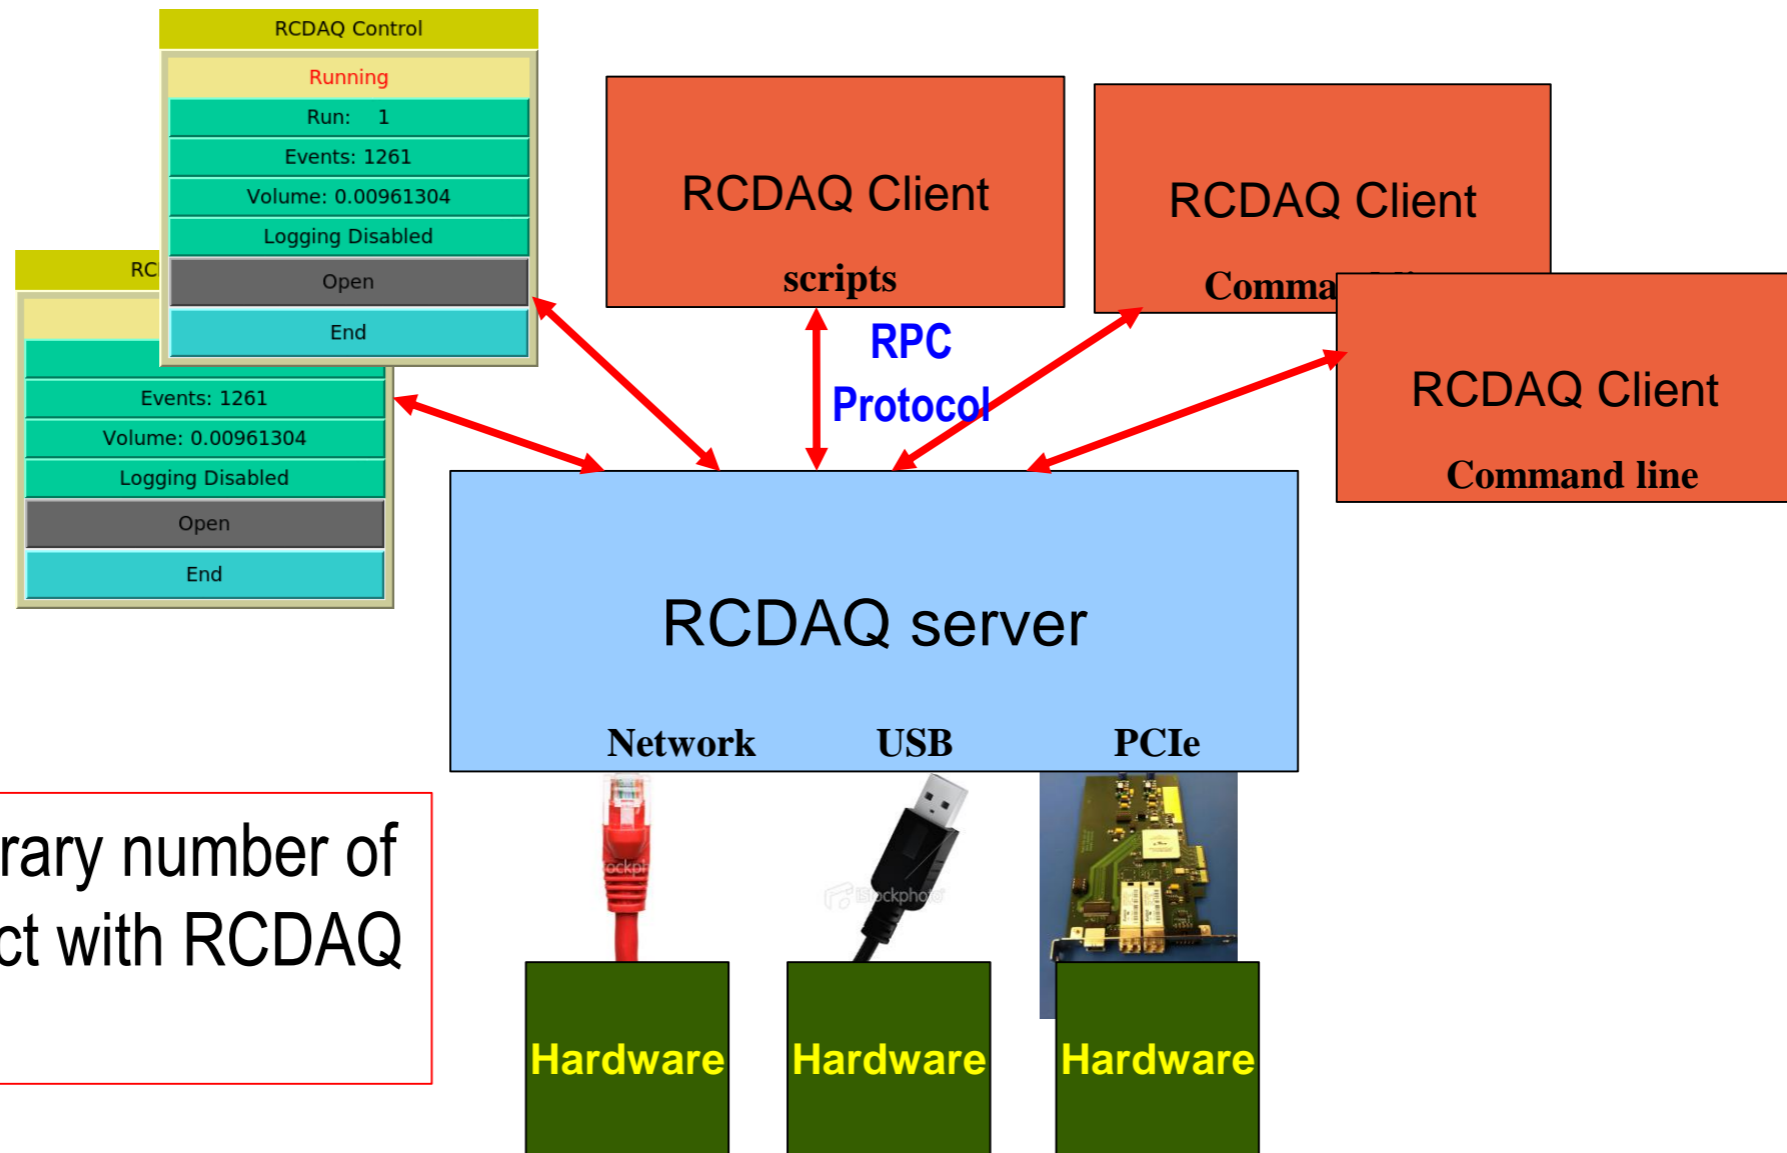 RCDAQ Control
Running
Run: 1
Events: 1261
Volume: 0.00961304
Logging Disabled
Open
End
RC
Events: 1261
Volume: 0.00961304
Logging Disabled
Open
End
RCDAQ Client
scripts
RCDAQ Client
Comma
RCDAQ Client
Command line
RPC
Protocol
RCDAQ server
Network USB PCIe
rary number of
ct with RCDAQ
iStockphoto
Hardware Hardware Hardware